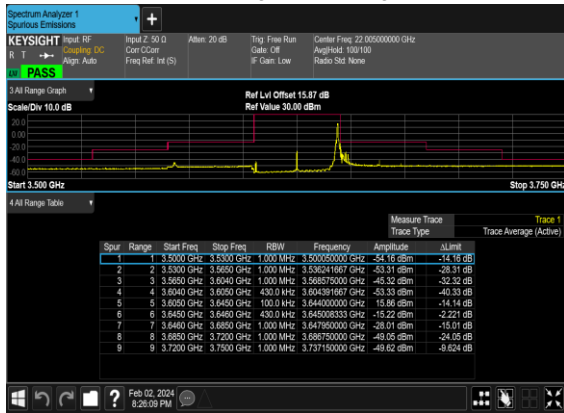 Spectrum Analyzer 1
Spurious Emissions
KEYSIGHT Input: RF Input Z: 50 Ω Atten: 20 dB Trig: Free Run Center Freq: 22.005000000 GHz
R T Coupling: DC Corr CCorr Gate: Off Avg|Hold: 100/100
Align: Auto Freq Ref: Int (S) IF Gain: Low Radio Std: None
PASS
3 All Range Graph
Ref Lvl Offset 15.87 dB
Scale/Div 10.0 dB Ref Value 30.00 dBm
20.0
0.00
-20.0
-40.0
-60.0
Start 3.500 GHz Stop 3.750 GHz
4 All Range Table
Measure Trace Trace 1
Trace Type Trace Average (Active)
Spur Range Start Freq Stop Freq RBW Frequency Amplitude ΔLimit
1 1 3.5000 GHz 3.5300 GHz 1.000 MHz 3.500050000 GHz -54.16 dBm -14.16 dB
2 2 3.5300 GHz 3.5650 GHz 1.000 MHz 3.536241667 GHz -53.31 dBm -28.31 dB
3 3 3.5650 GHz 3.6040 GHz 1.000 MHz 3.568575000 GHz -45.32 dBm -32.32 dB
4 4 3.6040 GHz 3.6050 GHz 430.0 kHz 3.604391667 GHz -53.33 dBm -40.33 dB
5 5 3.6050 GHz 3.6450 GHz 100.0 kHz 3.644000000 GHz 15.86 dBm -14.14 dB
6 6 3.6450 GHz 3.6460 GHz 430.0 kHz 3.645008333 GHz -15.22 dBm -2.221 dB
7 7 3.6460 GHz 3.6850 GHz 1.000 MHz 3.647950000 GHz -28.01 dBm -15.01 dB
8 8 3.6850 GHz 3.7200 GHz 1.000 MHz 3.686750000 GHz -49.05 dBm -24.05 dB
9 9 3.7200 GHz 3.7500 GHz 1.000 MHz 3.737150000 GHz -49.62 dBm -9.624 dB
Feb 02, 2024
8:26:09 PM